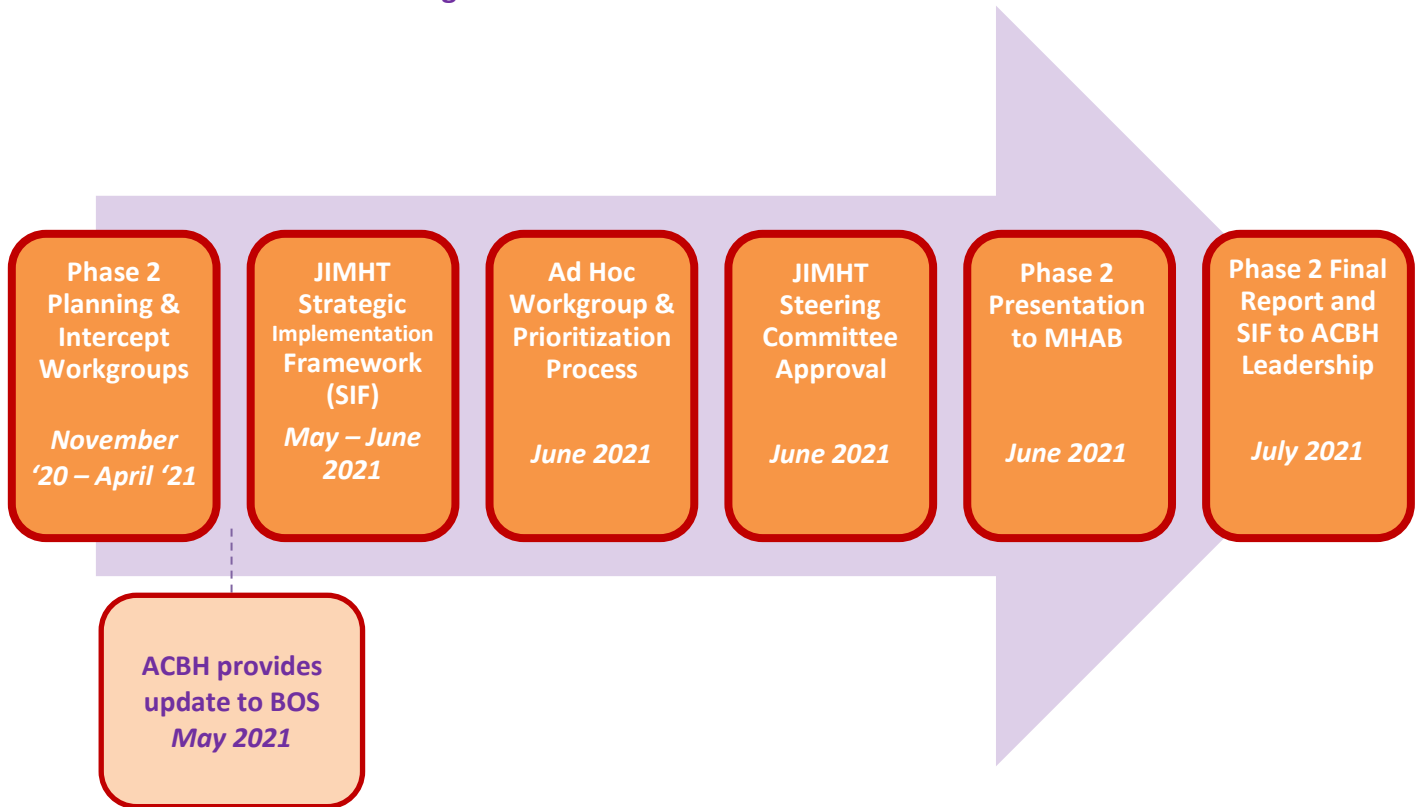 Phase 2
Planning &
Intercept
Workgroups
November
‘20 – April ‘21
JIMHT
Strategic
Implementation
Framework
(SIF)
May – June
2021
Ad Hoc
Workgroup &
Prioritization
Process
June 2021
JIMHT
Steering
Committee
Approval
June 2021
Phase 2
Presentation
to MHAB
June 2021
Phase 2 Final
Report and
SIF to ACBH
Leadership
July 2021
ACBH provides
update to BOS
May 2021